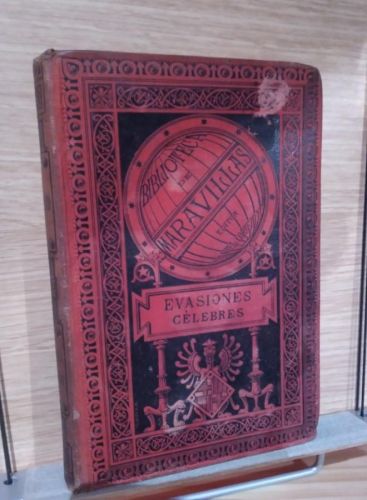 BIBLIOTECA
DE
MARAVILLAS
EVASIONES
CÉLEBRES